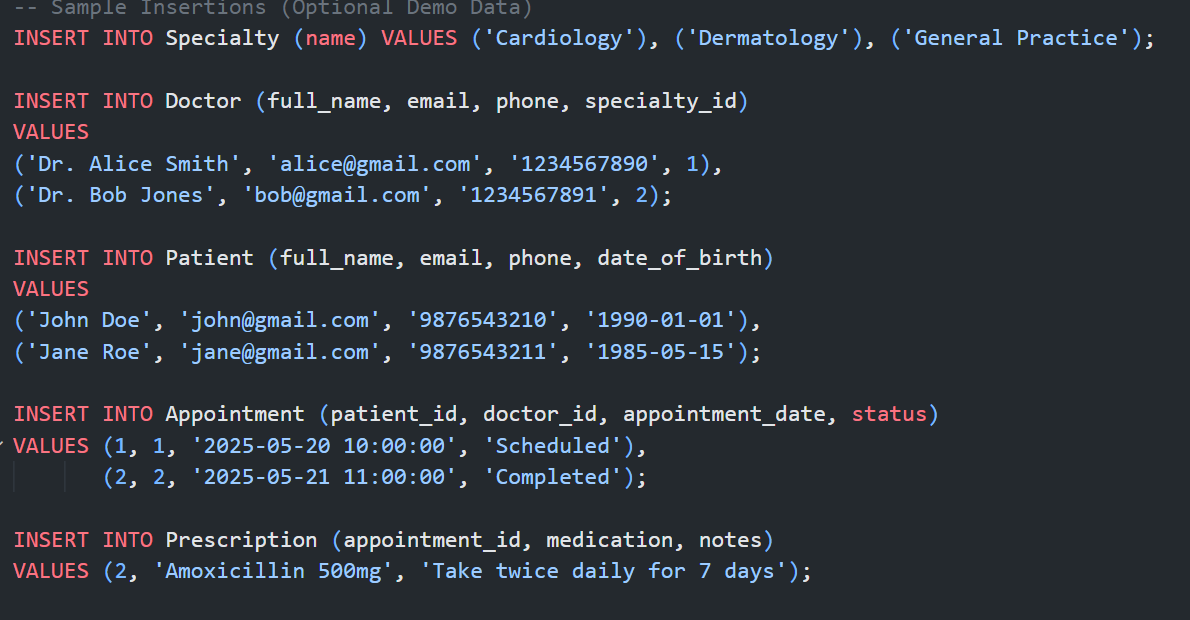 -- Sample Insertions (Optional Demo Data)
INSERT INTO Specialty (name) VALUES ('Cardiology'), ('Dermatology'), ('General Practice');
INSERT INTO Doctor (full_name, email, phone, specialty_id)
VALUES
('Dr. Alice Smith', 'alice@gmail.com', '1234567890', 1),
('Dr. Bob Jones', 'bob@gmail.com', '1234567891', 2);
INSERT INTO Patient (full_name, email, phone, date_of_birth)
VALUES
('John Doe', 'john@gmail.com', '9876543210', '1990-01-01'),
('Jane Roe', 'jane@gmail.com', '9876543211', '1985-05-15');
INSERT INTO Appointment (patient_id, doctor_id, appointment_date, status)
VALUES (1, 1, '2025-05-20 10:00:00', 'Scheduled'),
(2, 2, '2025-05-21 11:00:00', 'Completed');
INSERT INTO Prescription (appointment_id, medication, notes)
VALUES (2, 'Amoxicillin 500mg', 'Take twice daily for 7 days');